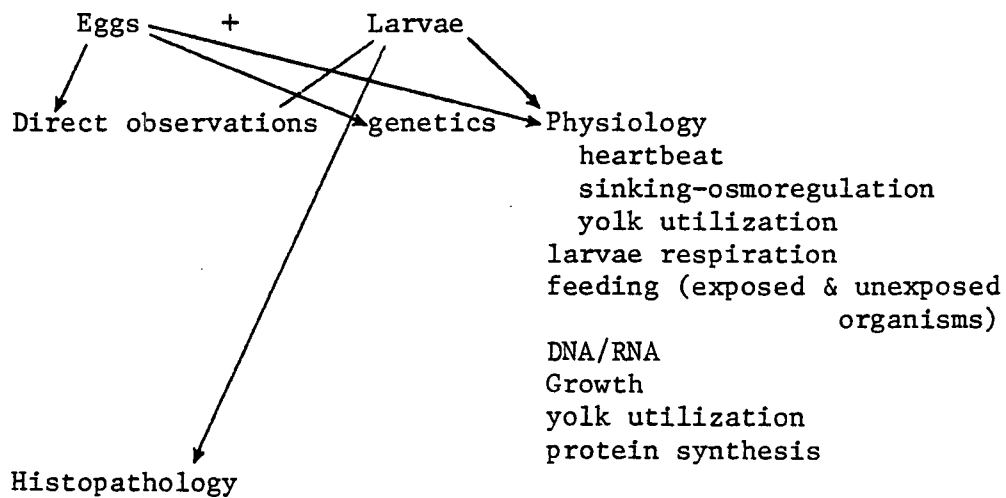 Eggs + Larvae
Direct observations genetics Physiology
heartbeat
sinking-osmoregulation
yolk utilization
larvae respiration
feeding (exposed & unexposed
organisms)
DNA/RNA
Growth
yolk utilization
protein synthesis
Histopathology